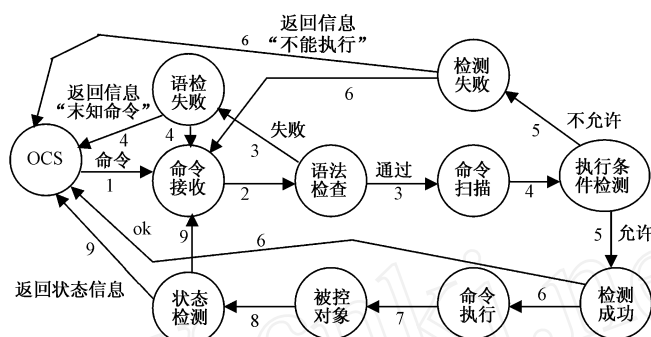 返回信息
6 “不能执行”
返回信息
“末知命令”
语检
失败
检测
失败
6
4
4
失败
3
5
不允许
OCS
命令
1
命令
接收
2
语法
检查
通过
3
命令
扫描
4
执行条
件检测
ok
9
9
6
5
允许
返回状态信息
状态
检测
8
被控
对象
7
命令
执行
6
检测
成功